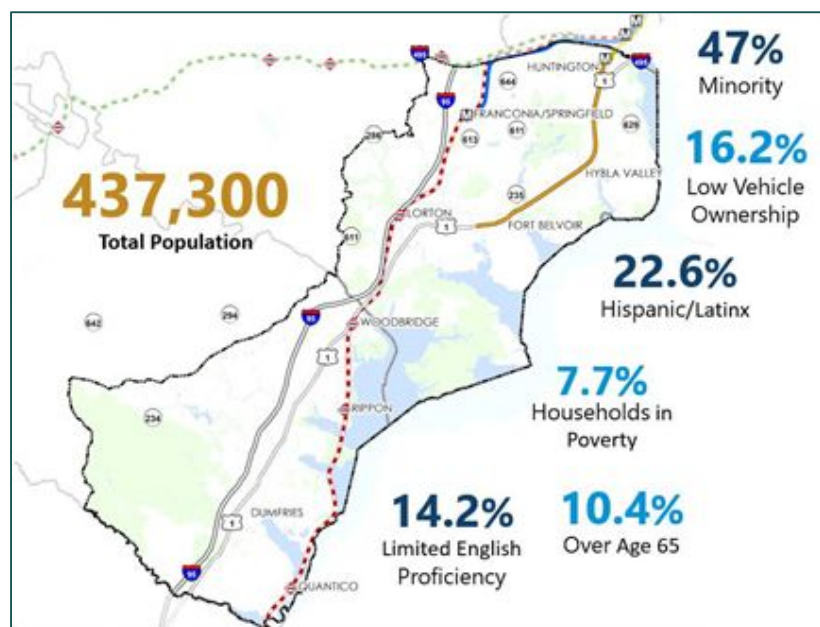 47%
Minority
16.2%
Low Vehicle
Ownership
437,300
Total Population
22.6%
Hispanic/Latinx
7.7%
Households in
Poverty
14.2%
Limited English
Proficiency
10.4%
Over Age 65
495
M
HUNTINGTON
M
495
1
95
644
FRANCONIA/SPRINGFIELD
M
613
611
629
HYBLA VALLEY
235
LORTON
1
FORT BELVOIR
611
642
294
95
WOODBRIDGE
1
RIPPON
234
DUMFRIES
1
95
QUANTICO